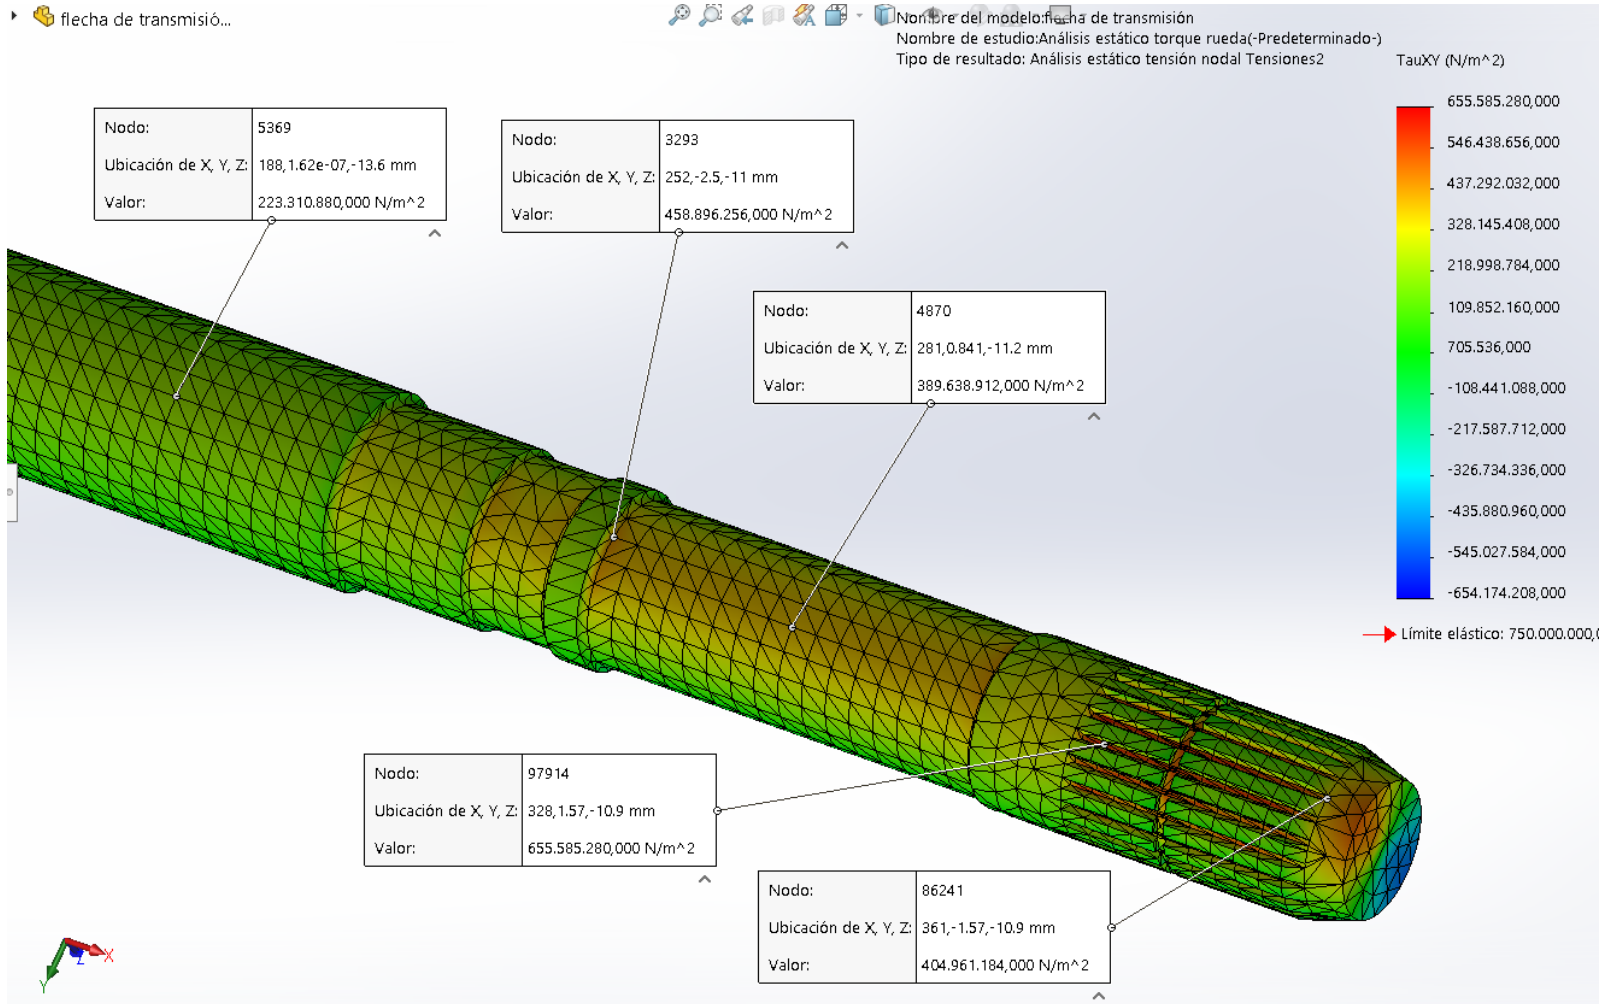 flecha de transmisió...
Nombre del modelo:flecha de transmisión
Nombre de estudio:Análisis estático torque rueda(-Predeterminado-)
Tipo de resultado: Análisis estático tensión nodal Tensiones2
TauXY (N/m^2)
655.585.280,000
546.438.656,000
437.292.032,000
328.145.408,000
218.998.784,000
109.852.160,000
705.536,000
-108.441.088,000
-217.587.712,000
-326.734.336,000
-435.880.960,000
-545.027.584,000
-654.174.208,000
Límite elástico: 750.000.000,0
Nodo: 5369
Ubicación de X, Y, Z: 188,1.62e-07,-13.6 mm
Valor: 223.310.880,000 N/m^2
Nodo: 3293
Ubicación de X, Y, Z: 252,-2.5,-11 mm
Valor: 458.896.256,000 N/m^2
Nodo: 4870
Ubicación de X, Y, Z: 281,0.841,-11.2 mm
Valor: 389.638.912,000 N/m^2
Nodo: 97914
Ubicación de X, Y, Z: 328,1.57,-10.9 mm
Valor: 655.585.280,000 N/m^2
Nodo: 86241
Ubicación de X, Y, Z: 361,-1.57,-10.9 mm
Valor: 404.961.184,000 N/m^2
Z
X
Y